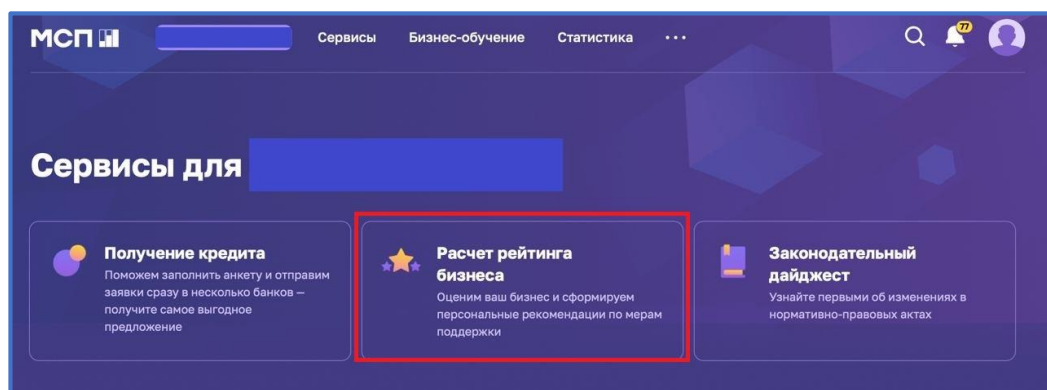 МСП
Сервисы Бизнес-обучение Статистика ...
77
Сервисы для
Получение кредита
Поможем заполнить анкету и отправим
заявки сразу в несколько банков —
получите самое выгодное
предложение
Расчет рейтинга
бизнеса
Оценим ваш бизнес и сформируем
персональные рекомендации по мерам
поддержки
Законодательный
дайджест
Узнайте первыми об изменениях в
нормативно-правовых актах